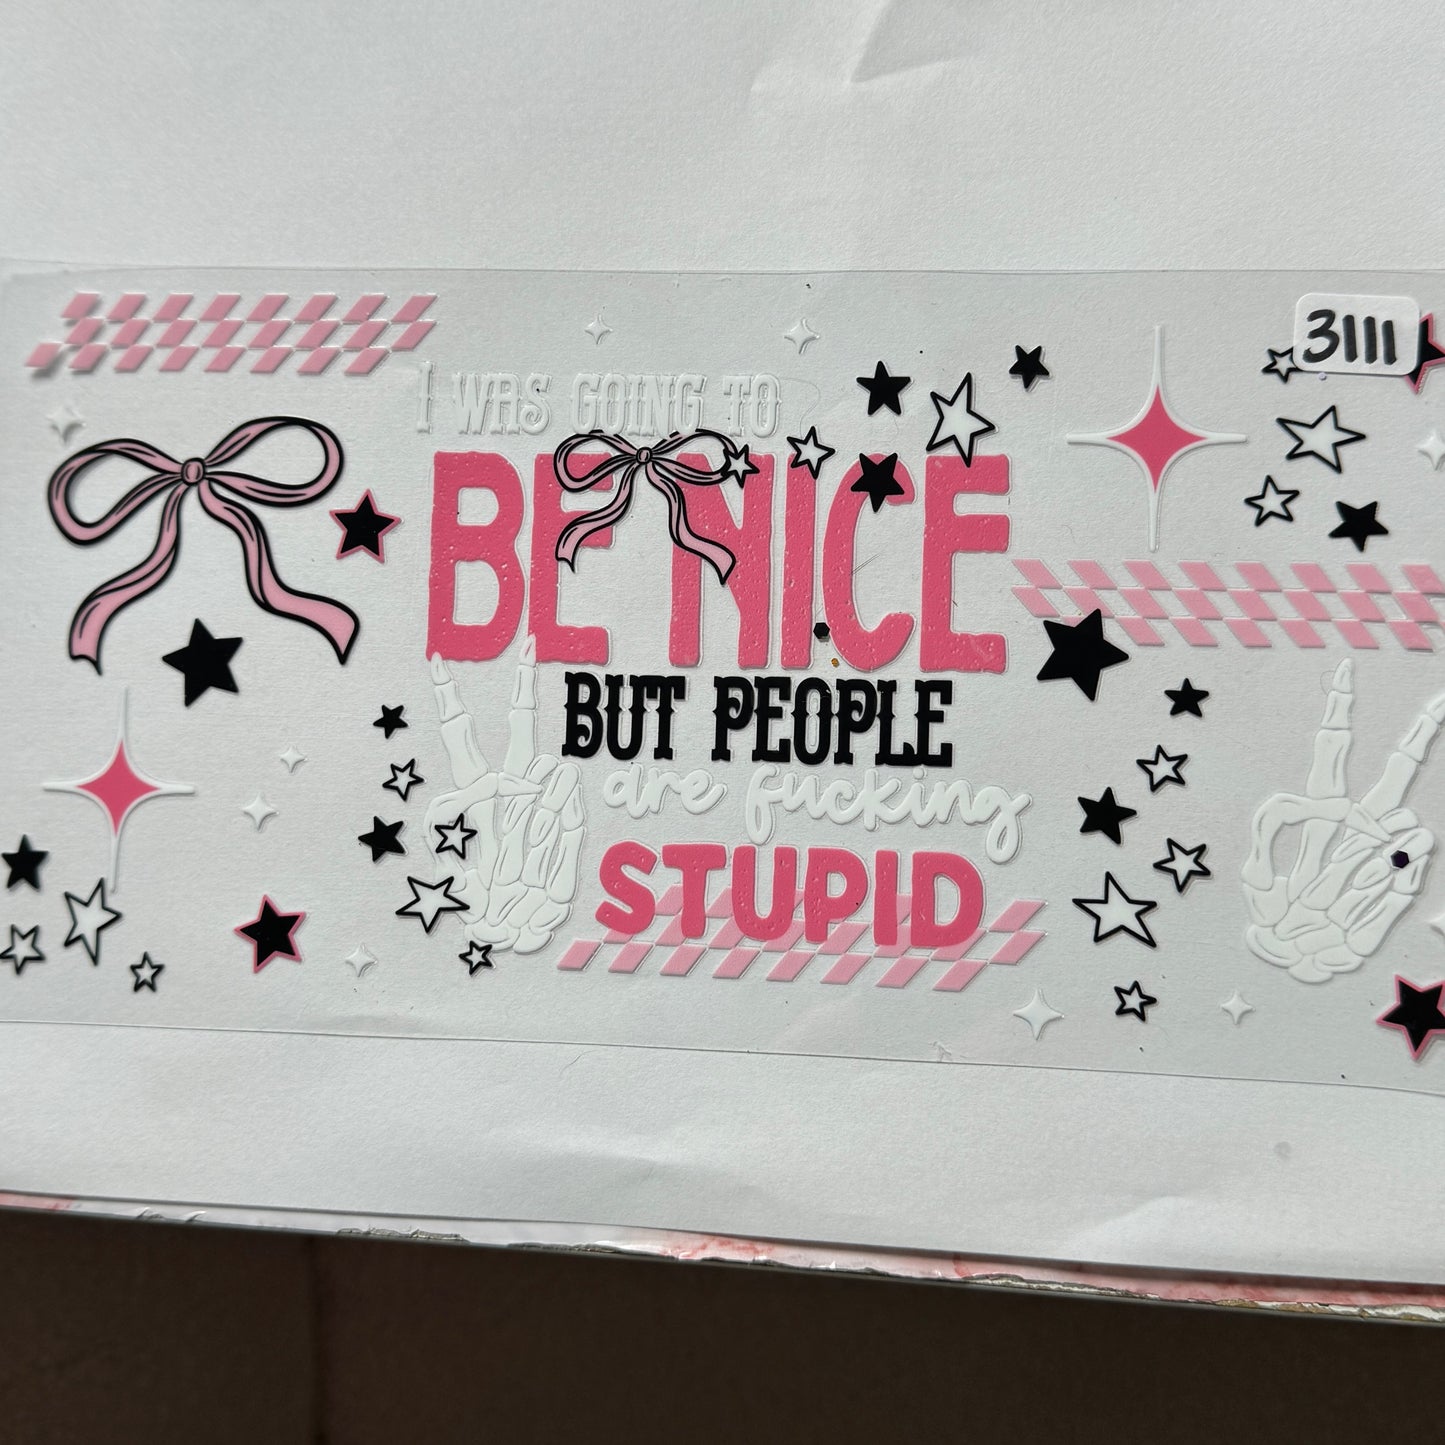 3111
I WAS GOING TO
BE NICE
BUT PEOPLE
are fucking
STUPID